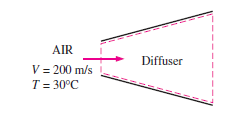 AIR
V = 200 m/s
T = 30°C
Diffuser